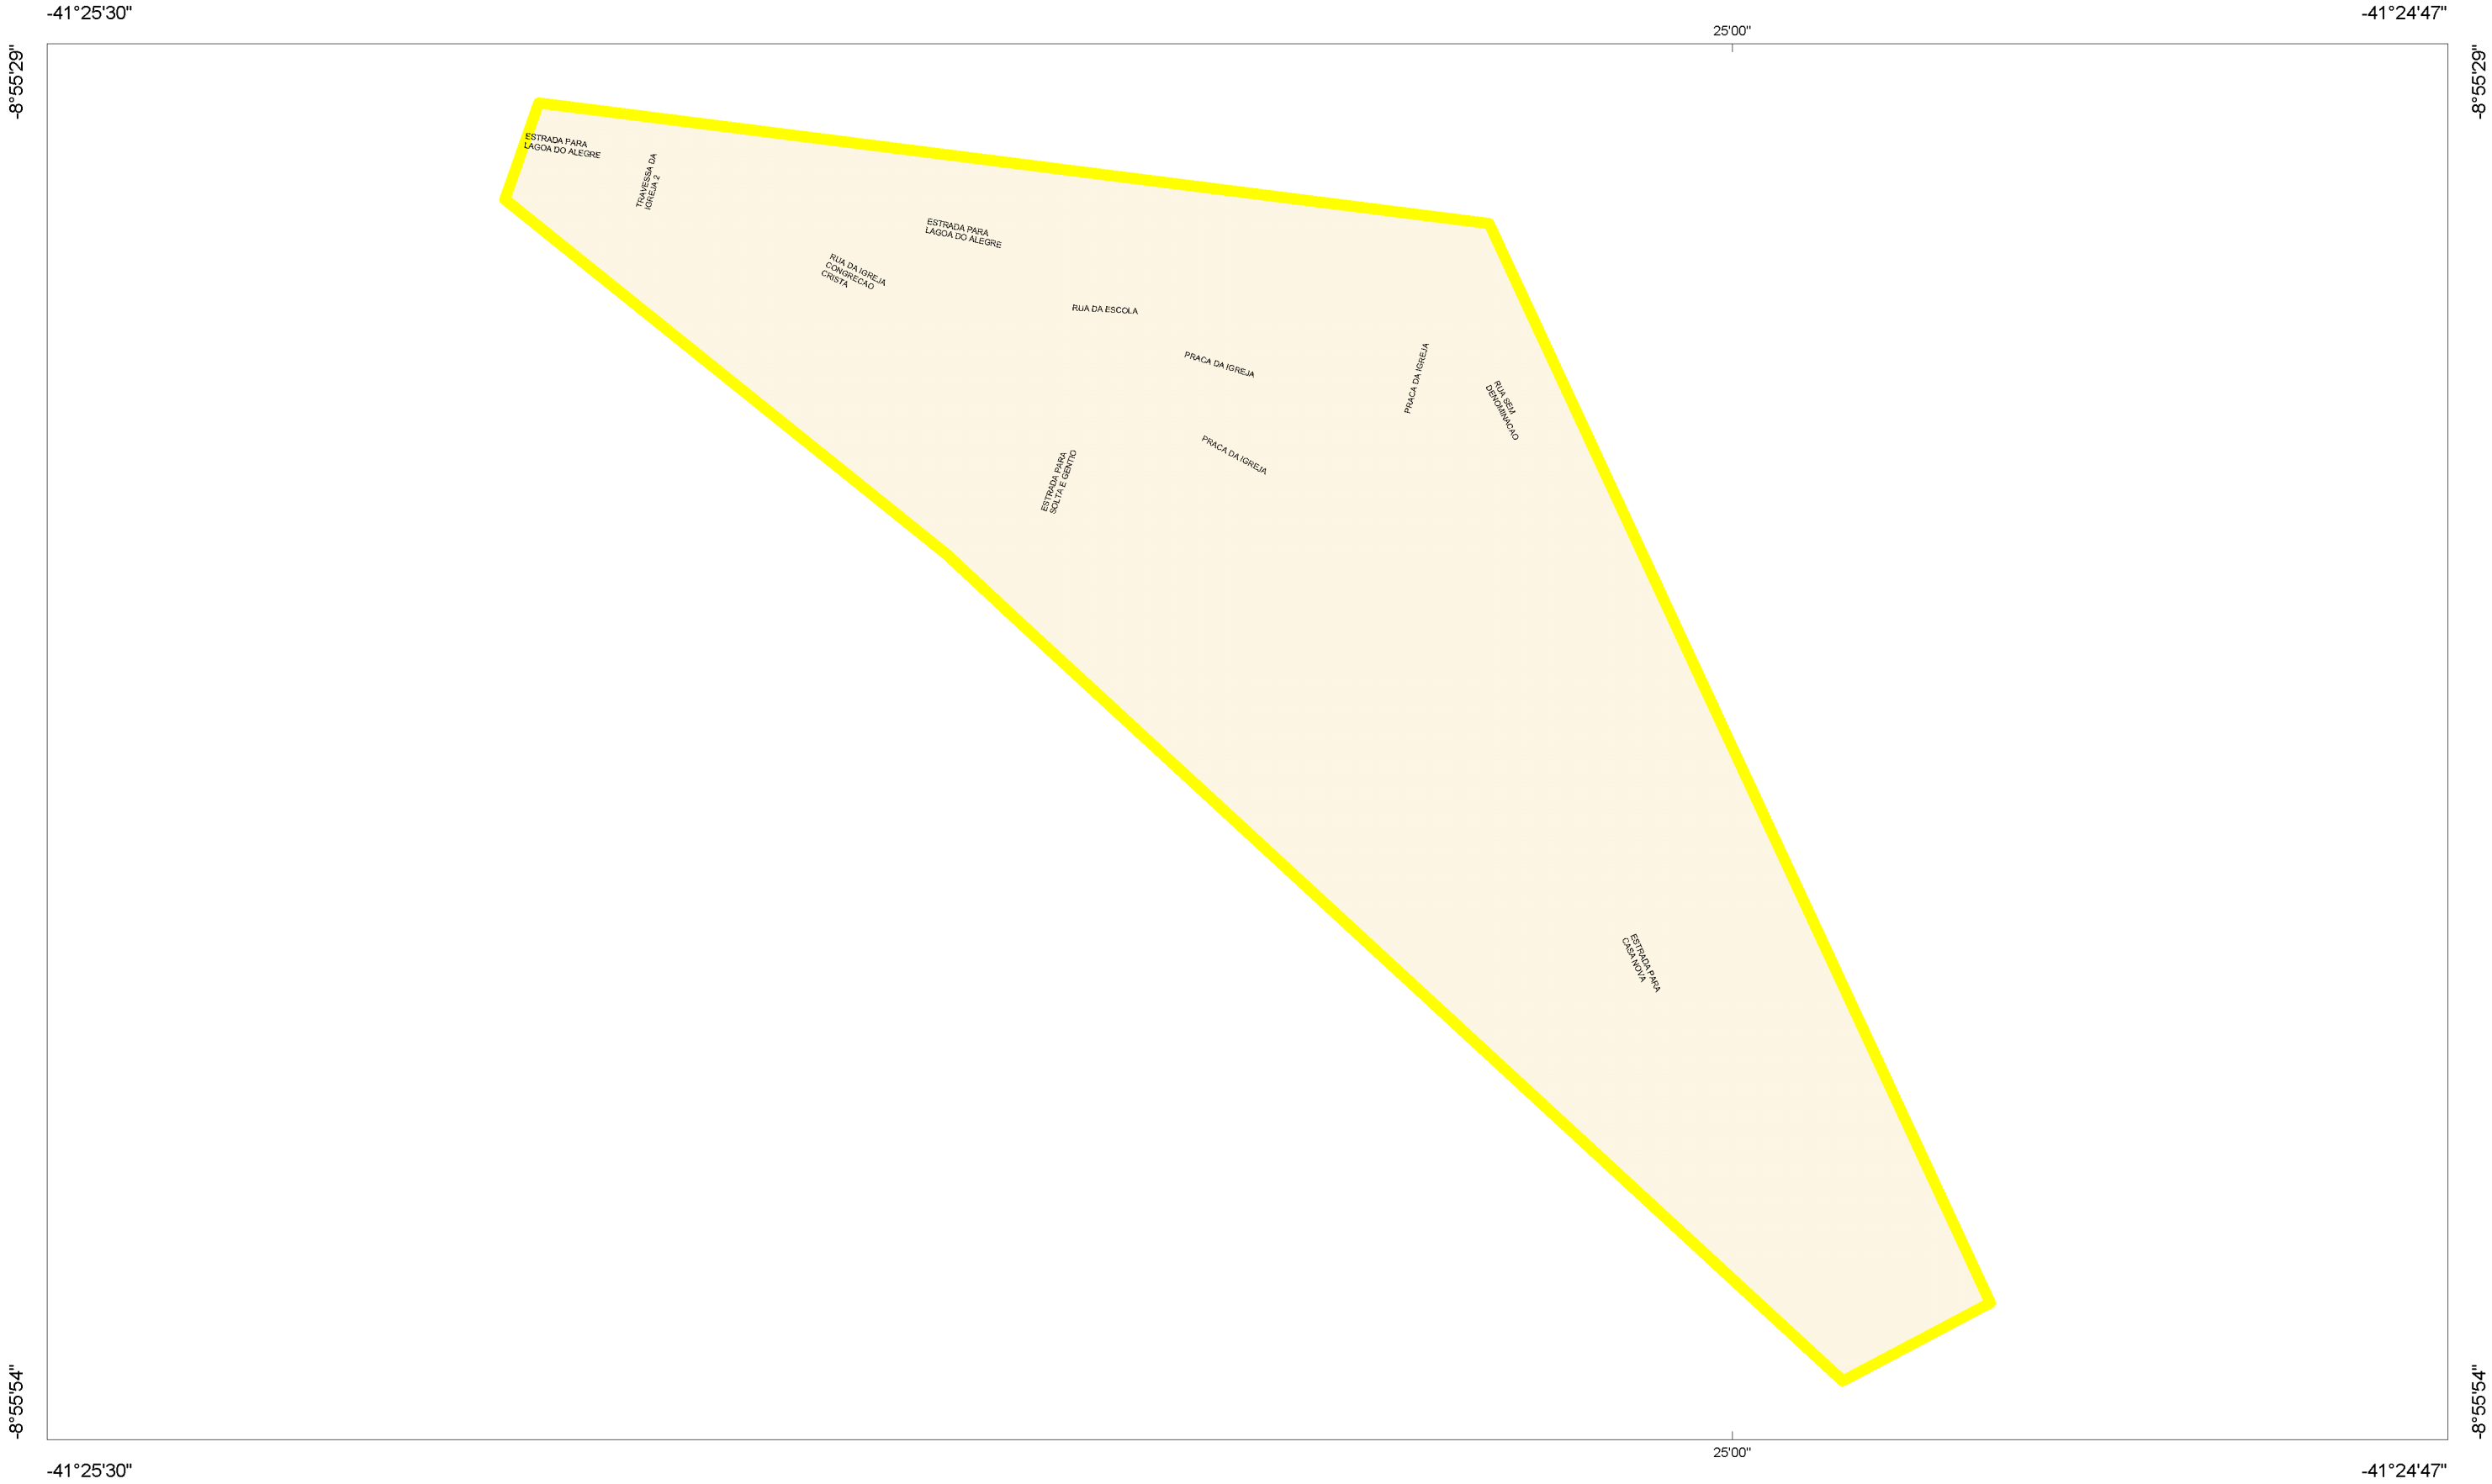 -41°25'30"
-41°24'47"
25'00"
-8°55'29"
-8°55'29"
ESTRADA PARA
LAGOA DO ALEGRE
TRAVESSA DA
IGREJA 2
ESTRADA PARA
LAGOA DO ALEGRE
RUA DA IGREJA
CONGRECAO
CRISTA
RUA DA ESCOLA
PRACA DA IGREJA
PRACA DA IGREJA
RUA SEM
DENOMINACAO
PRACA DA IGREJA
ESTRADA PARA
SOLTA E GENTIO
ESTRADA PARA
CASA NOVA
-8°55'54"
-8°55'54"
25'00"
-41°25'30"
-41°24'47"